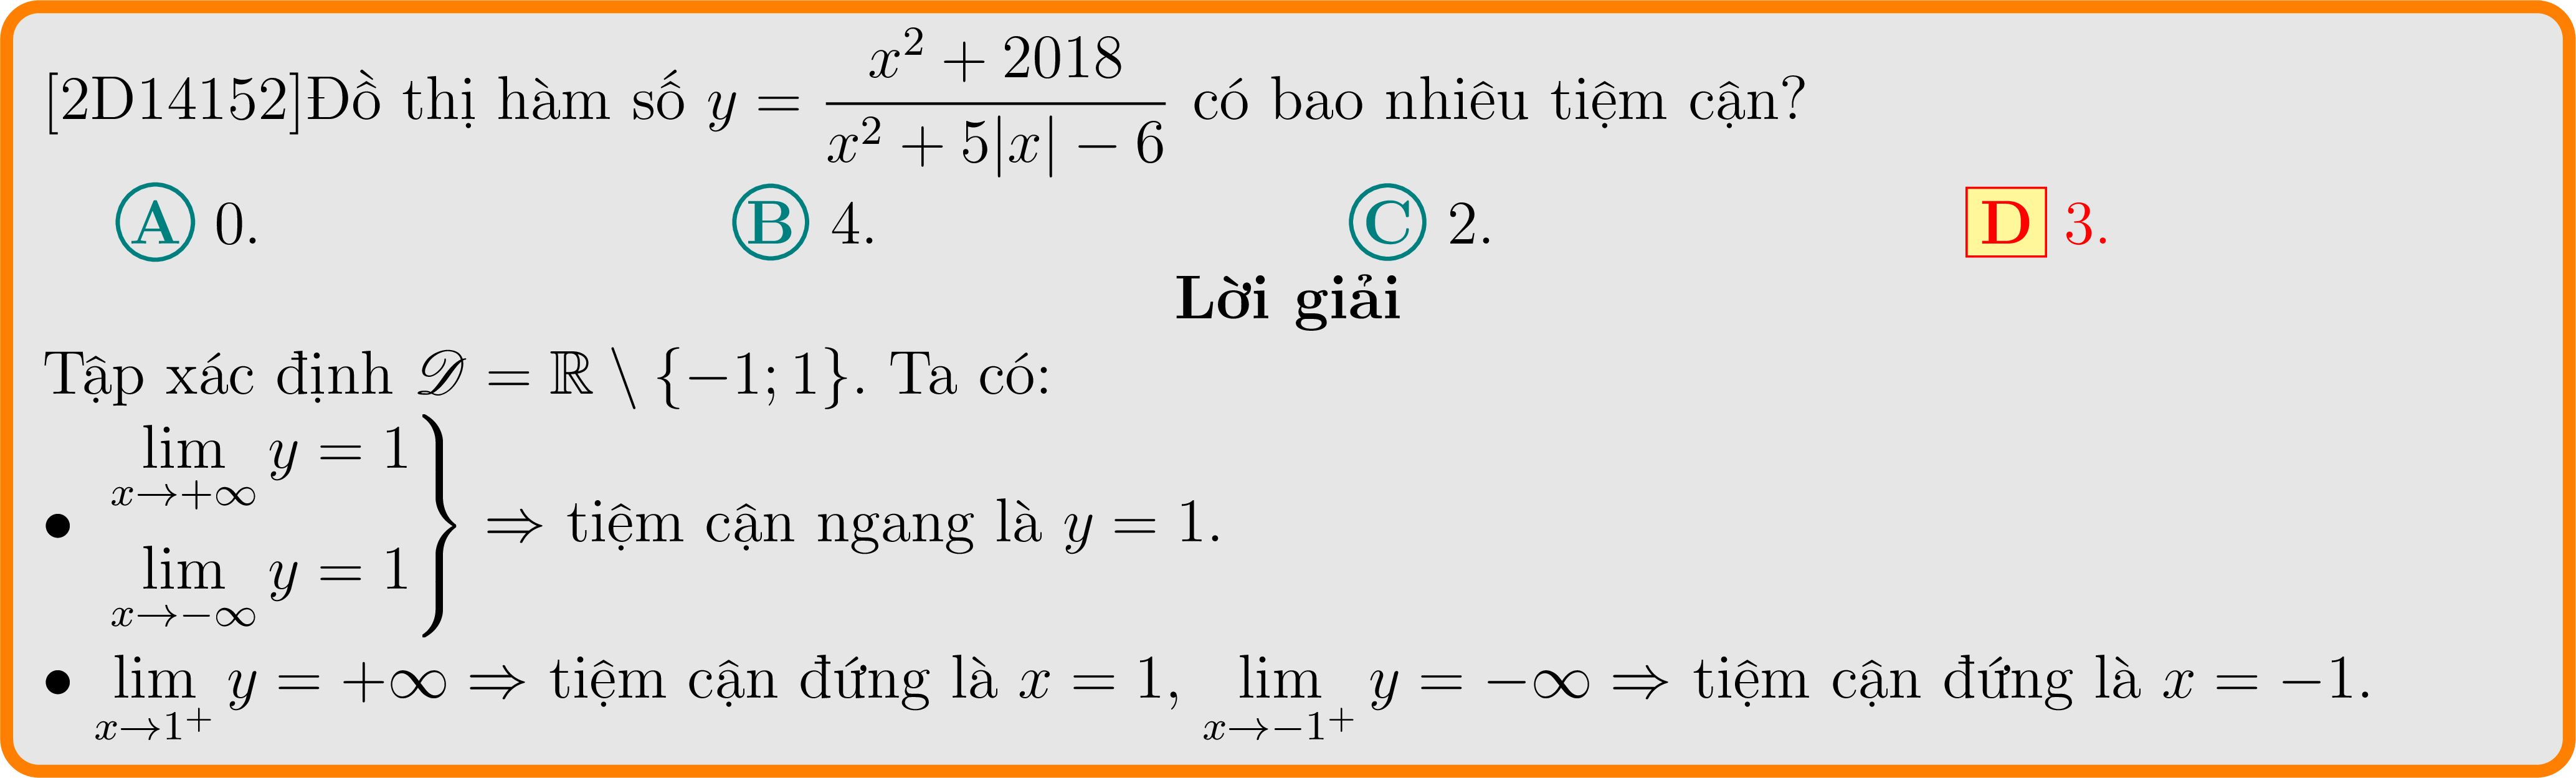 [2D14152]Đồ thị hàm số $y = \dfrac{x^2 + 2018}{x^2 + 5|x| - 6}$ có bao nhiêu tiệm cận?
A 0. B 4. C 2. D 3.
Lời giải
Tập xác định $\mathscr{D} = \mathbb{R} \setminus \{-1; 1\}$. Ta có:
• $\left.\begin{array}{l} \lim\limits_{x \to +\infty} y = 1 \\ \lim\limits_{x \to -\infty} y = 1 \end{array}\right\} \Rightarrow$ tiệm cận ngang là $y = 1$.
• $\lim\limits_{x \to 1^+} y = +\infty \Rightarrow$ tiệm cận đứng là $x = 1$, $\lim\limits_{x \to -1^+} y = -\infty \Rightarrow$ tiệm cận đứng là $x = -1$.